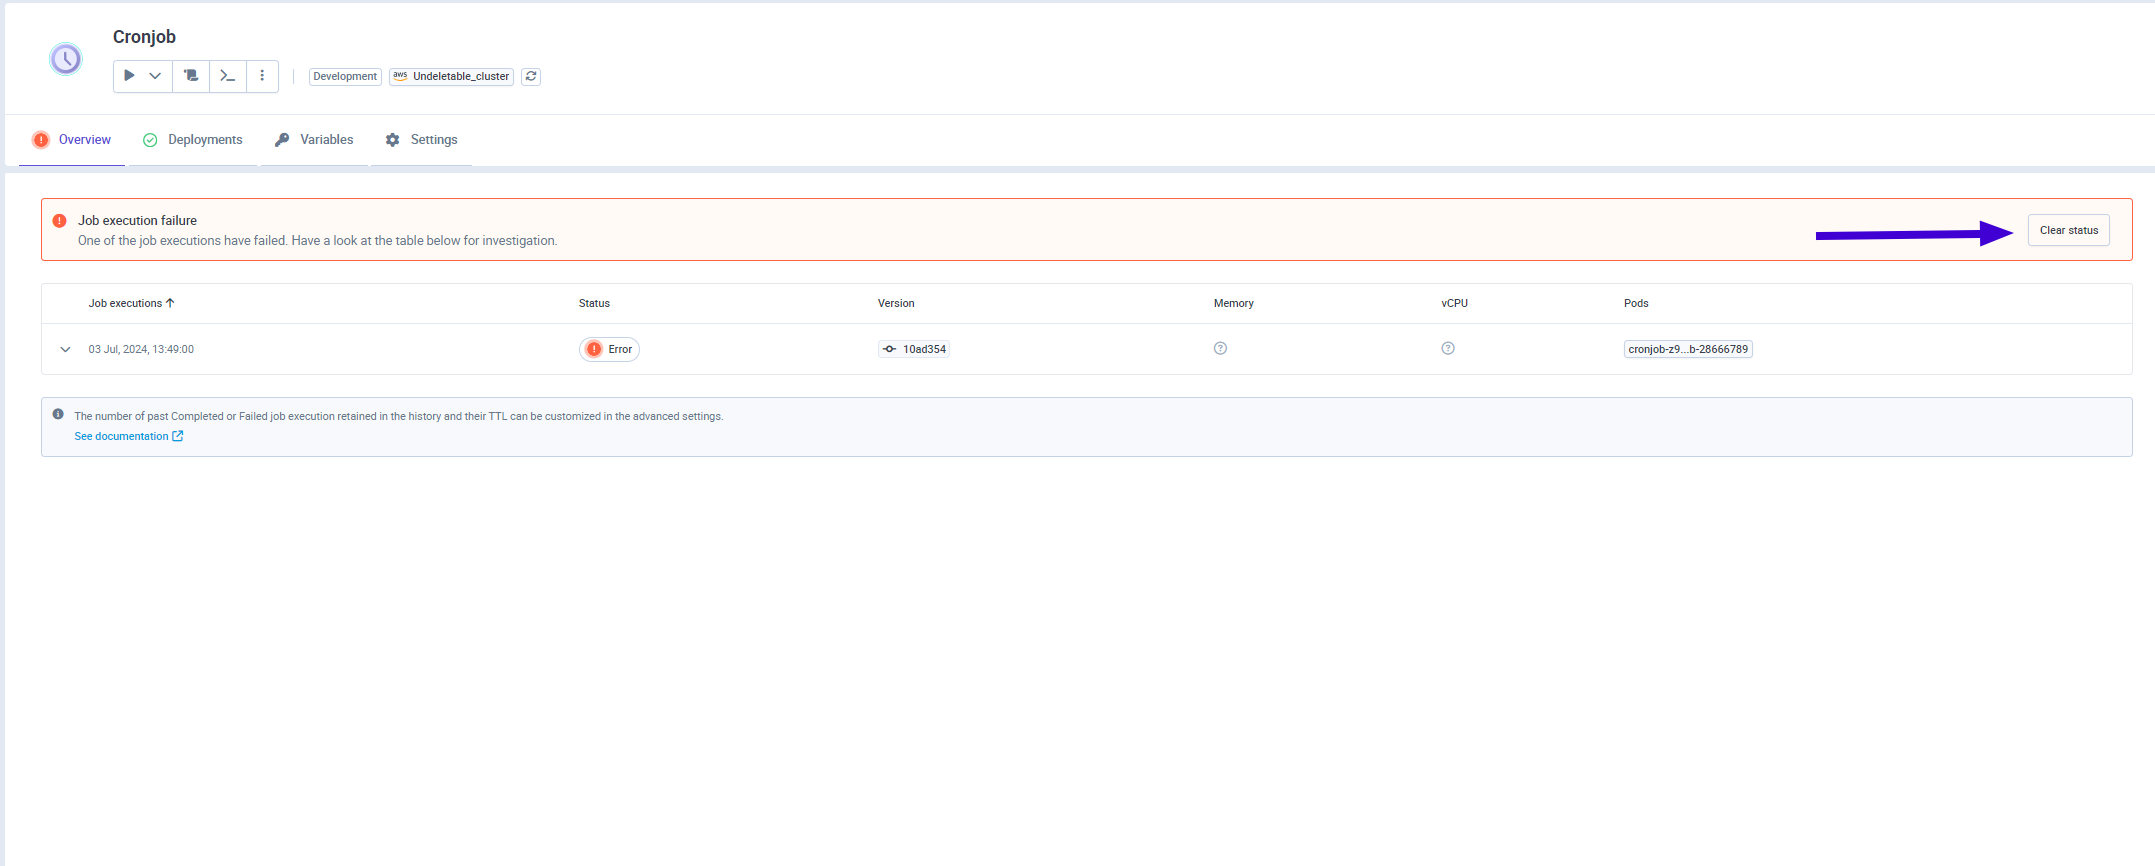 Cronjob
Development aws Undeletable_cluster
Overview Deployments Variables Settings
Job execution failure
One of the job executions have failed. Have a look at the table below for investigation.
Clear status
Job executions Status Version Memory vCPU Pods
03 Jul, 2024, 13:49:00 Error 10ad354 cronjob-z9...b-28666789
The number of past Completed or Failed job execution retained in the history and their TTL can be customized in the advanced settings.
See documentation